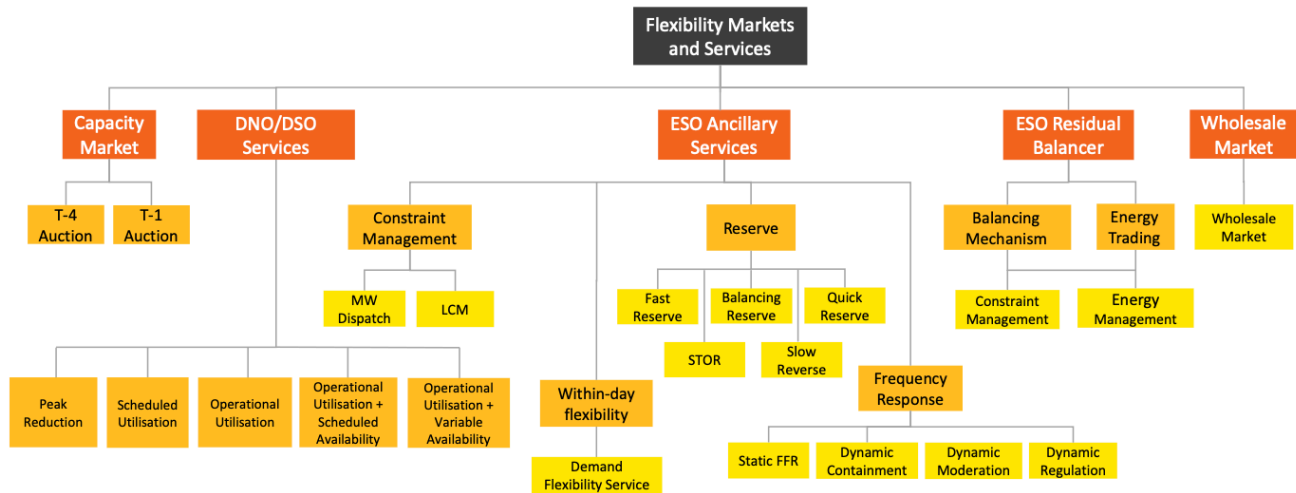 Flexibility Markets
and Services
Capacity
Market
DNO/DSO
Services
ESO Ancillary
Services
ESO Residual
Balancer
Wholesale
Market
T-4
Auction
T-1
Auction
Constraint
Management
Reserve
Balancing
Mechanism
Energy
Trading
Wholesale
Market
MW
Dispatch
LCM
Fast
Reserve
Balancing
Reserve
Quick
Reserve
Constraint
Management
Energy
Management
STOR
Slow
Reverse
Peak
Reduction
Scheduled
Utilisation
Operational
Utilisation
Operational
Utilisation +
Scheduled
Availability
Operational
Utilisation +
Variable
Availability
Within-day
flexibility
Frequency
Response
Demand
Flexibility Service
Static FFR
Dynamic
Containment
Dynamic
Moderation
Dynamic
Regulation